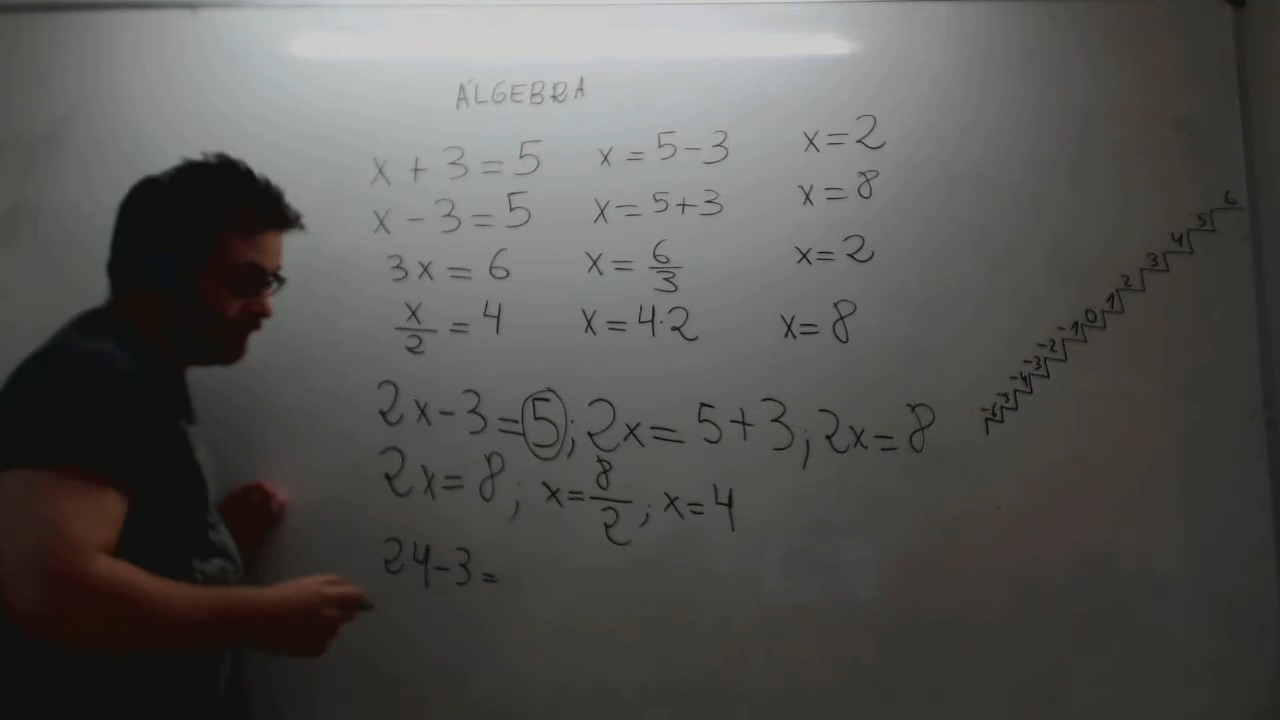 ÁLGEBRA
x + 3 = 5 x = 5 - 3 x = 2
x - 3 = 5 x = 5 + 3 x = 8
3x = 6 x = 6/3 x = 2
x/2 = 4 x = 4·2 x = 8
2x - 3 = 5 ; 2x = 5 + 3 ; 2x = 8
2x = 8 ; x = 8/2 ; x = 4
24 - 3 =
6
5
4
3
2
1
0
-1
-2
-3
-4